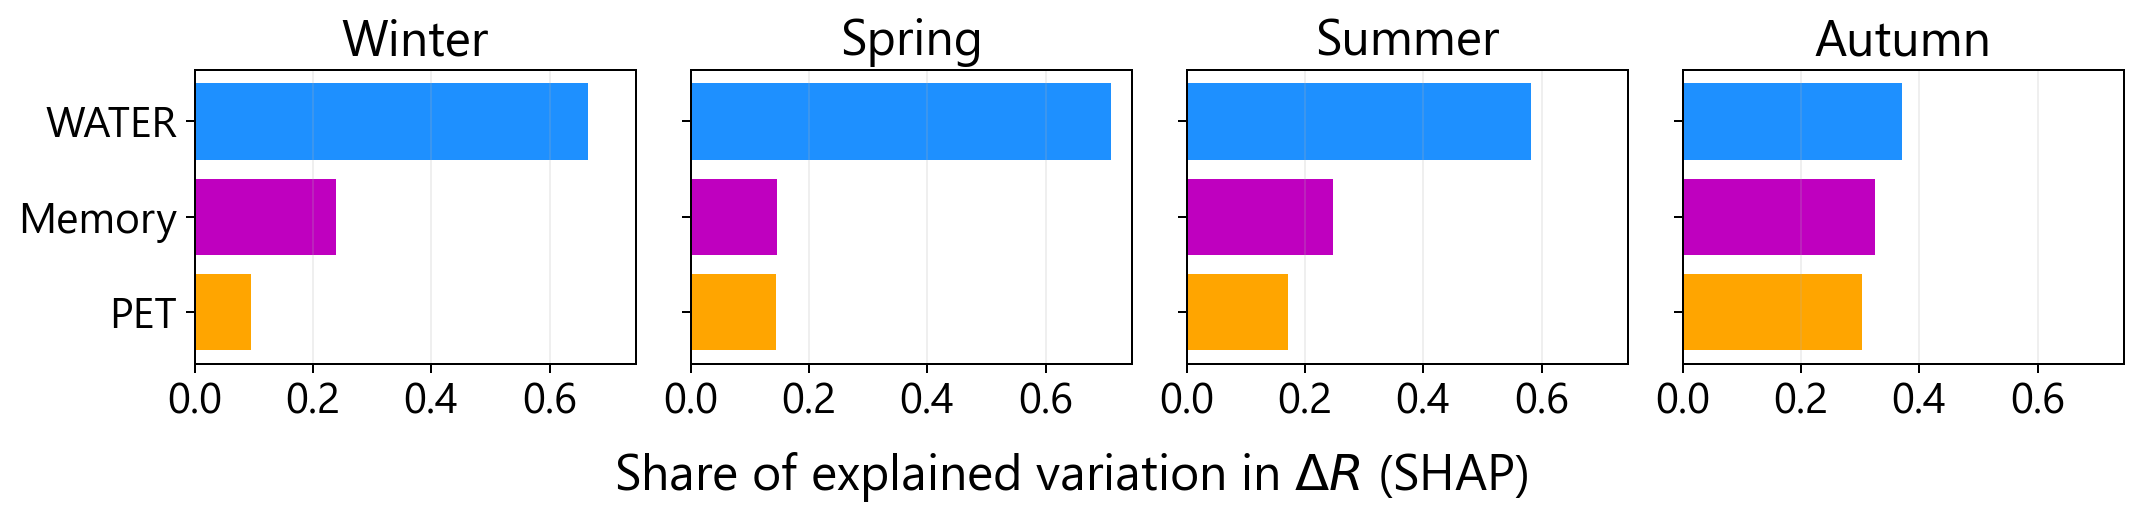 Winter Spring Summer Autumn
WATER
Memory
PET
0.0 0.2 0.4 0.6 0.0 0.2 0.4 0.6 0.0 0.2 0.4 0.6 0.0 0.2 0.4 0.6
Share of explained variation in ΔR (SHAP)